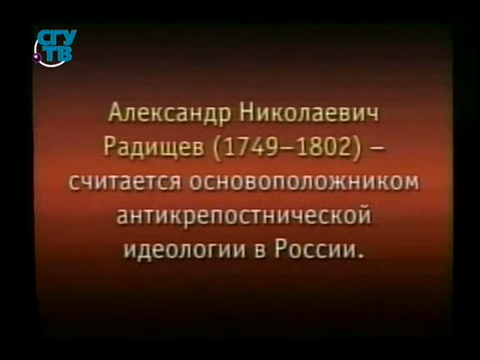 СГУ
ТВ
Александр Николаевич
Радищев (1749–1802) –
считается основоположником
антикрепостнической
идеологии в России.